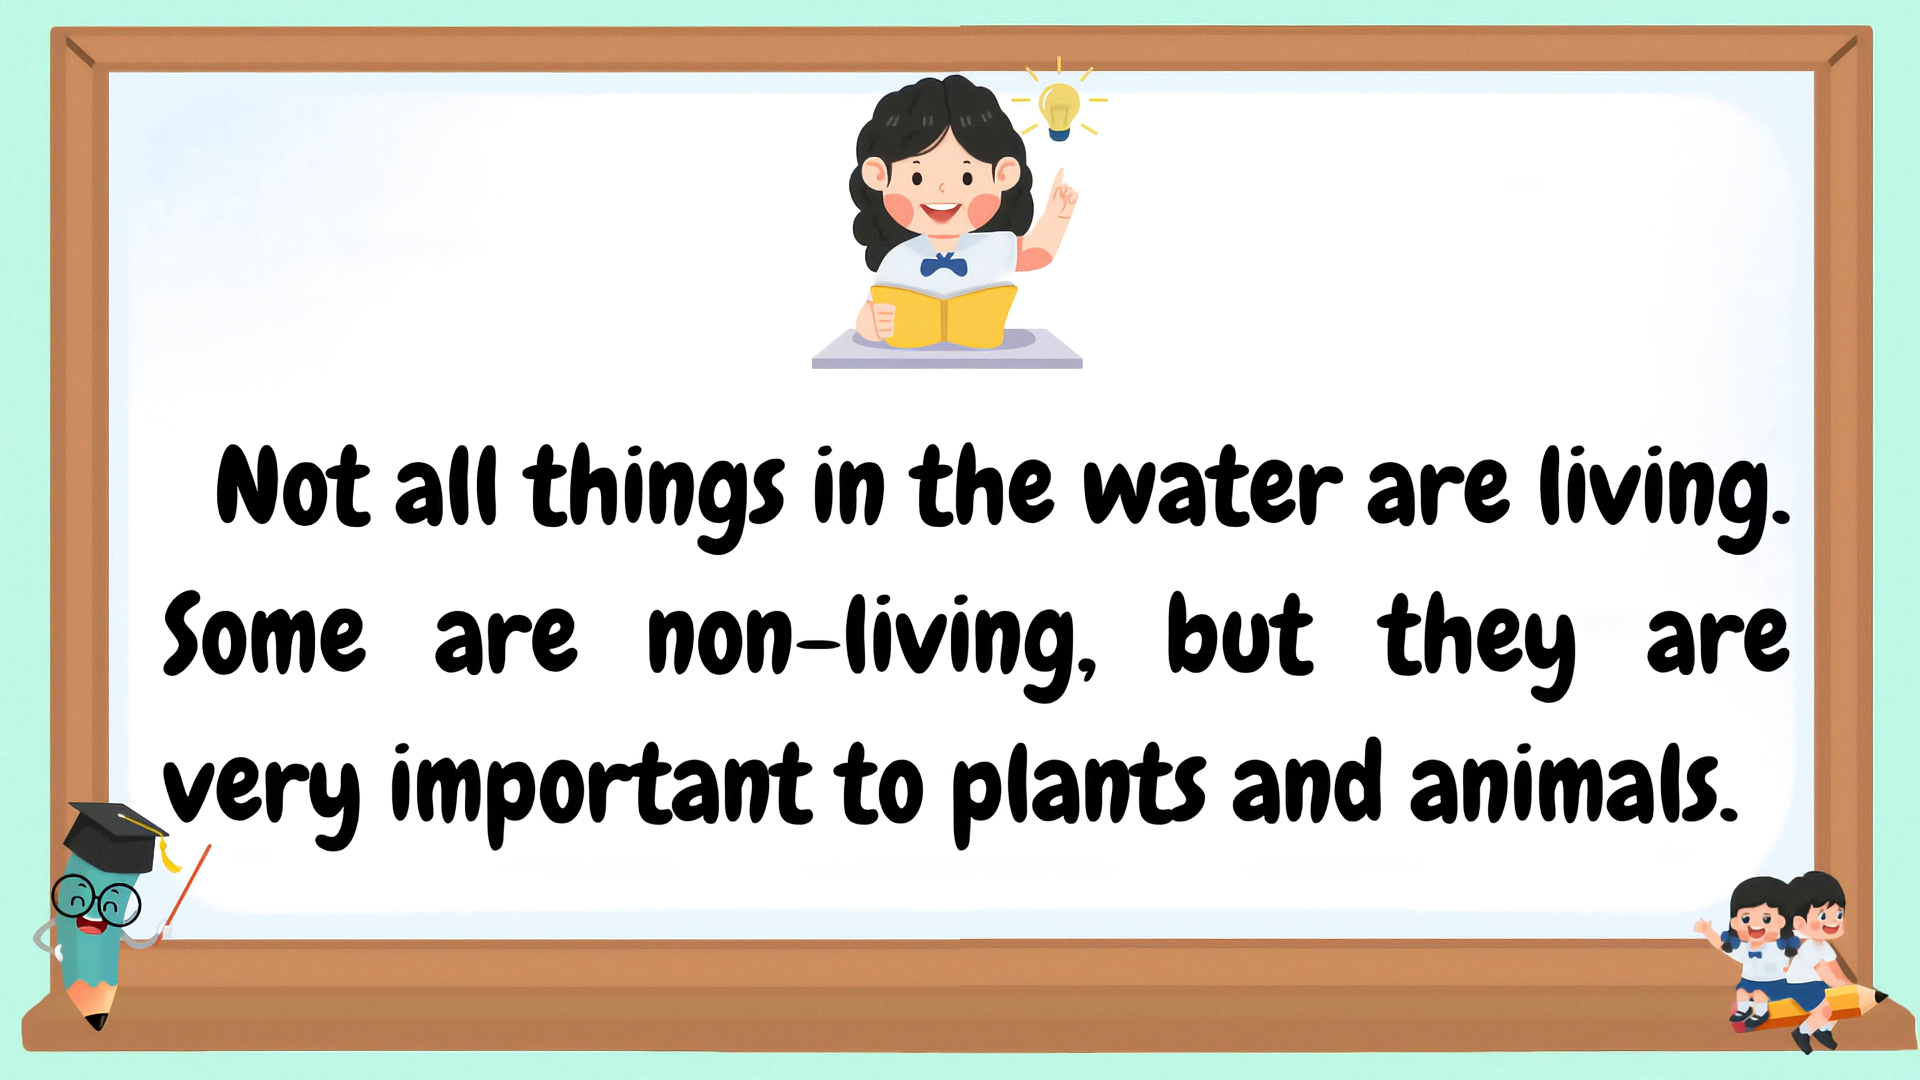 Not all things in the water are living.
Some are non-living, but they are
very important to plants and animals.